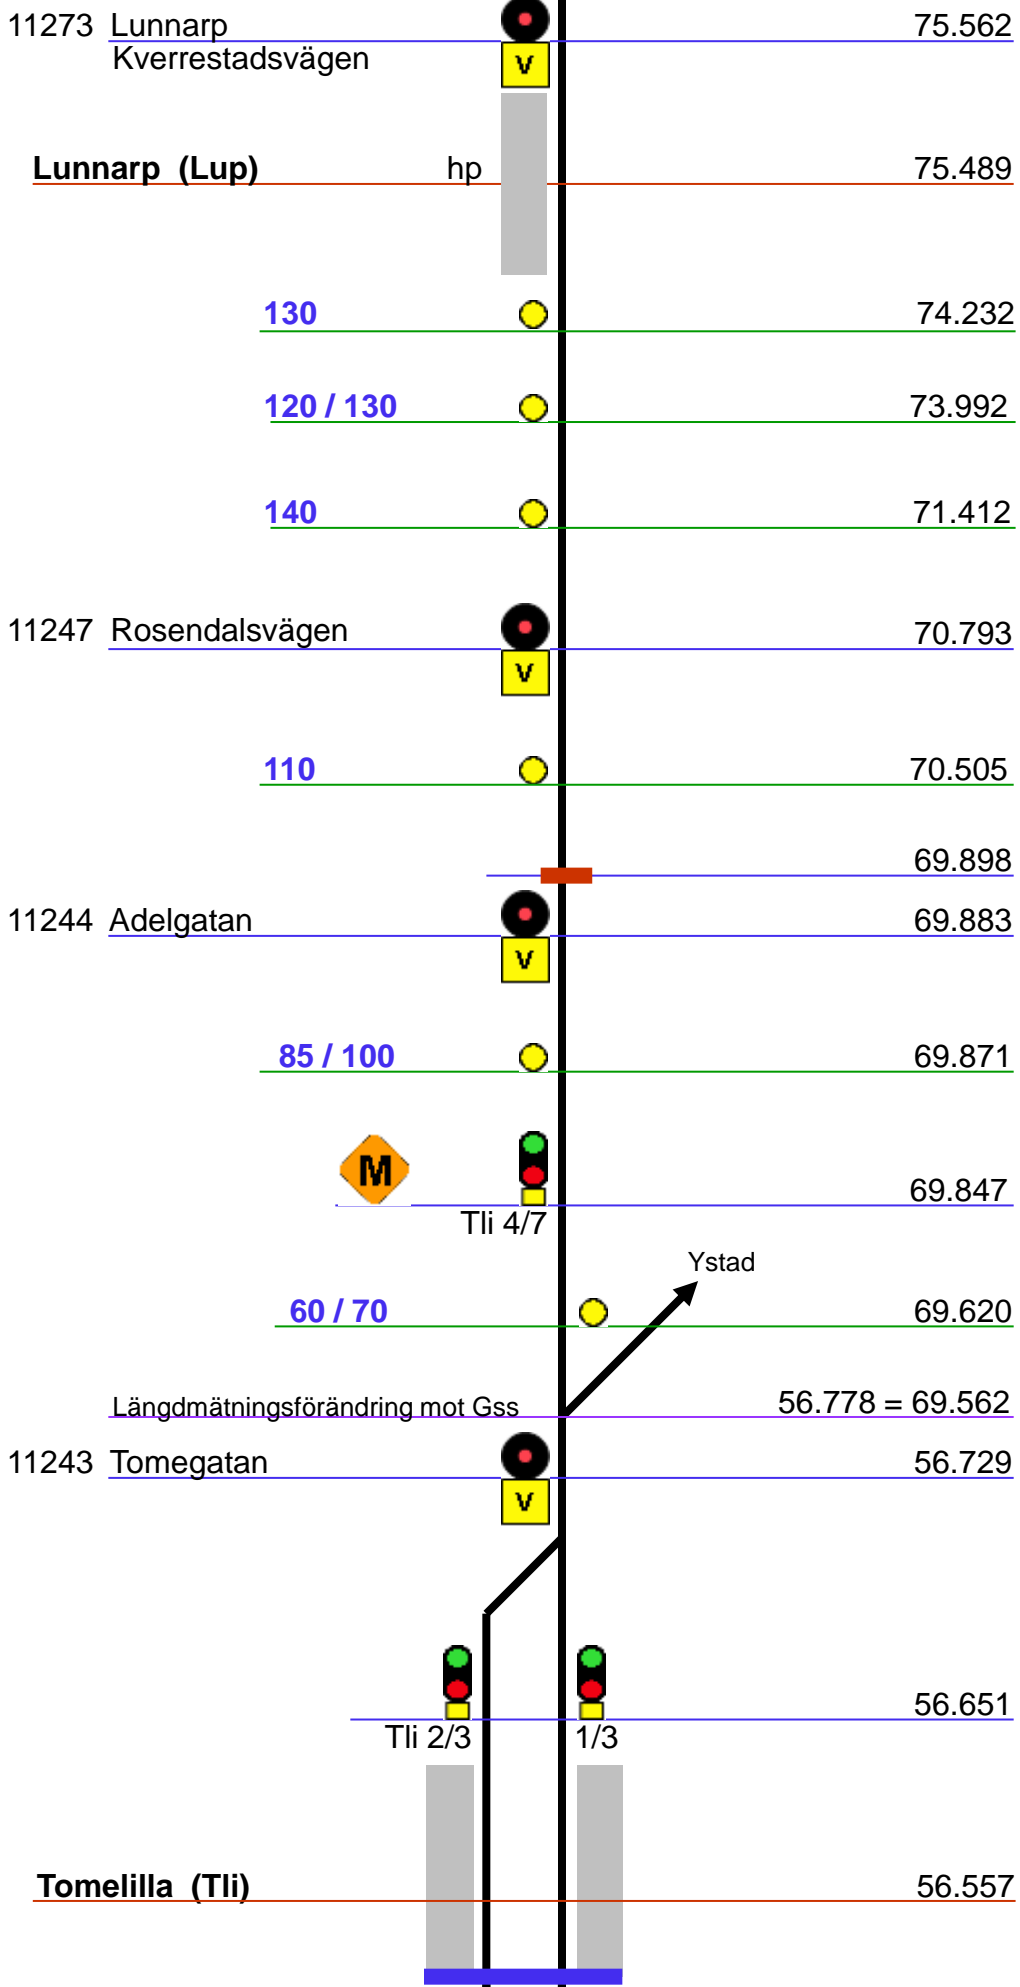 11273 Lunnarp 75.562
Kverrestadsvägen
V
Lunnarp (Lup) hp 75.489
130 74.232
120 / 130 73.992
140 71.412
11247 Rosendalsvägen 70.793
V
110 70.505
69.898
11244 Adelgatan 69.883
V
85 / 100 69.871
M 69.847
Tli 4/7
Ystad
60 / 70 69.620
Längdmätningsförändring mot Gss 56.778 = 69.562
11243 Tomegatan 56.729
V
56.651
Tli 2/3 1/3
Tomelilla (Tli) 56.557